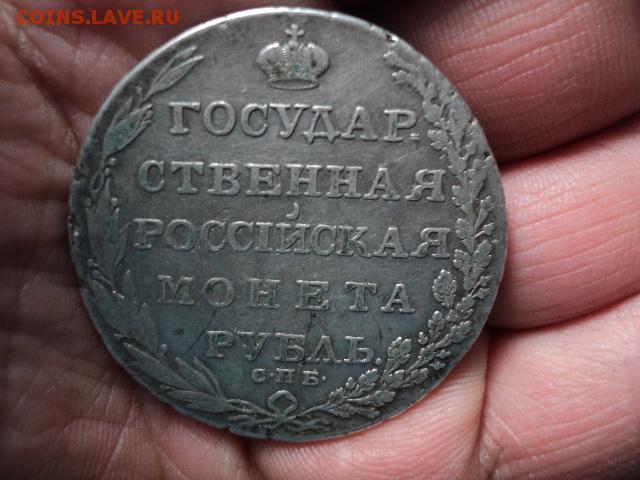 COINS.LAVE.RU
ГОСУДАР
СТВЕННАЯ
РОССІЙСКАЯ
МОНЕТА
РУБЛЬ.
С·П·Б·